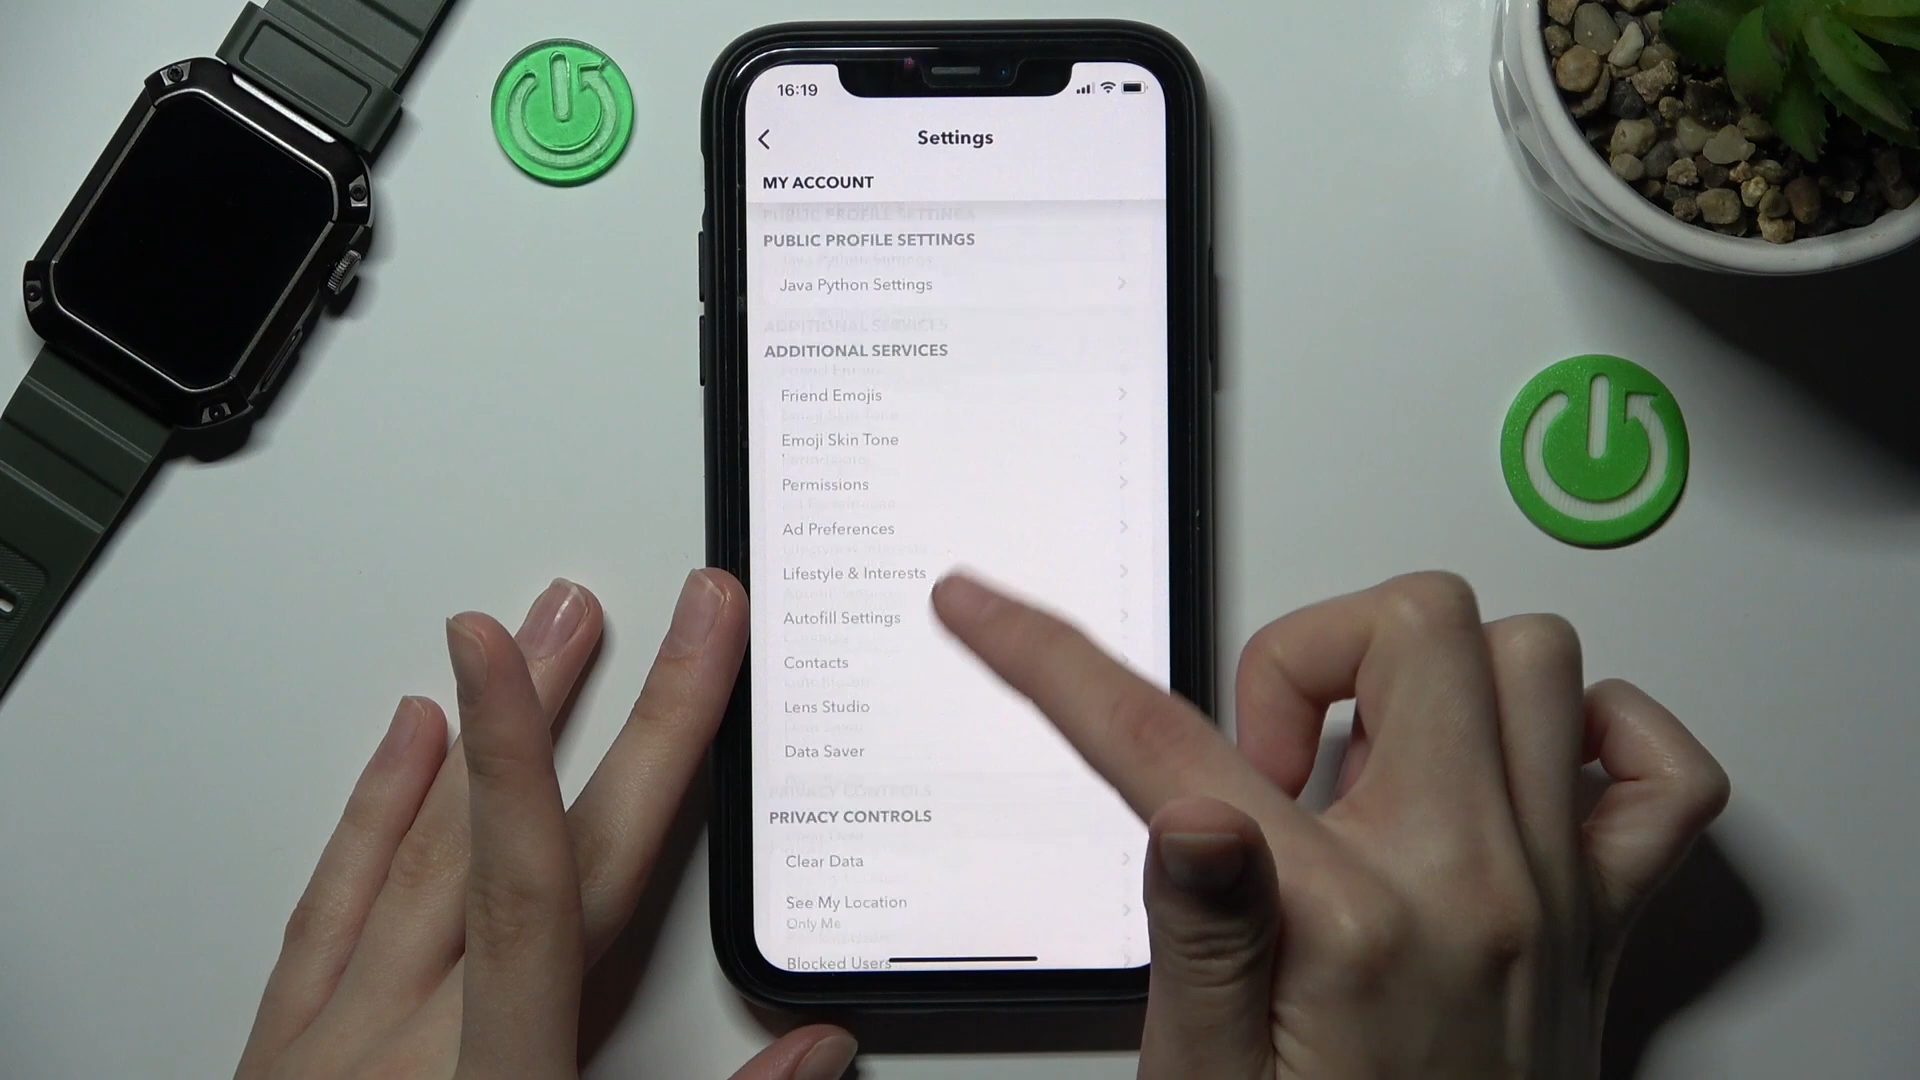 16:19
Settings
MY ACCOUNT
PUBLIC PROFILE SETTINGS
Java Python Settings
ADDITIONAL SERVICES
Friend Emojis
Emoji Skin Tone
Permissions
Ad Preferences
Lifestyle & Interests
Autofill Settings
Contacts
Lens Studio
Data Saver
PRIVACY CONTROLS
Clear Data
See My Location
Only Me
Blocked Users